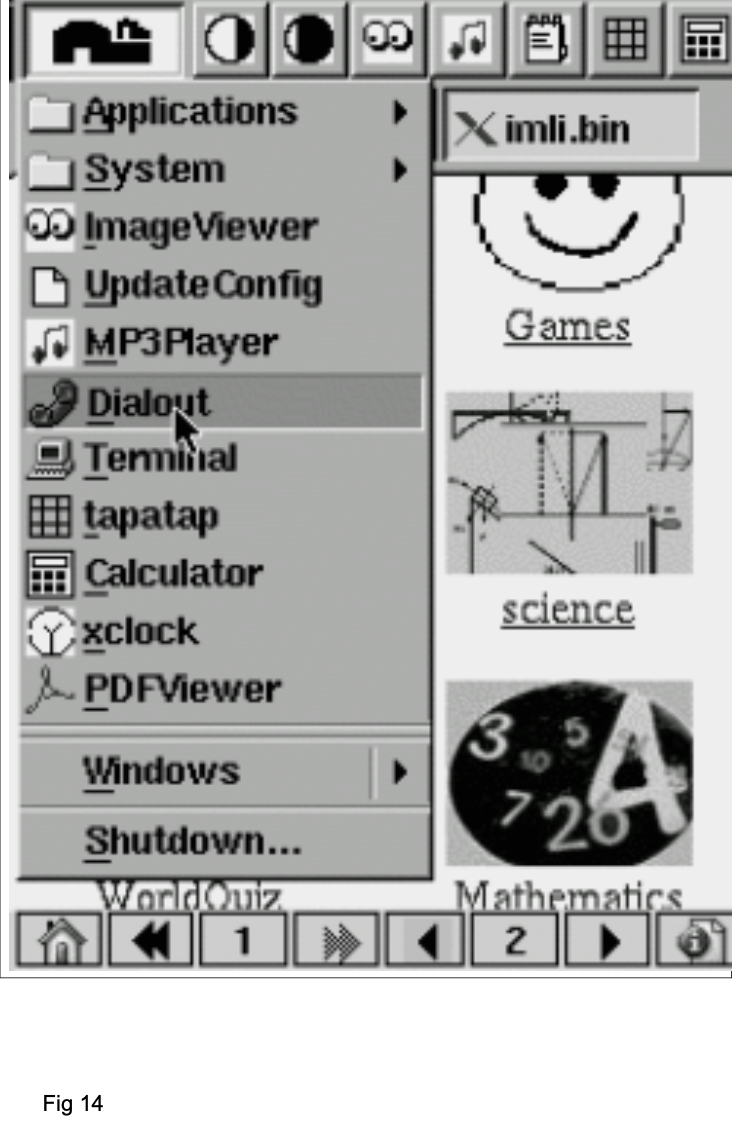 imli.bin
Applications
System
ImageViewer
UpdateConfig
MP3Player
Dialout
Terminal
tapatap
Calculator
xclock
PDFViewer
Windows
Shutdown...
Games
science
3 5
10
7 20 A
WorldQuiz
Mathematics
1
2
Fig 14